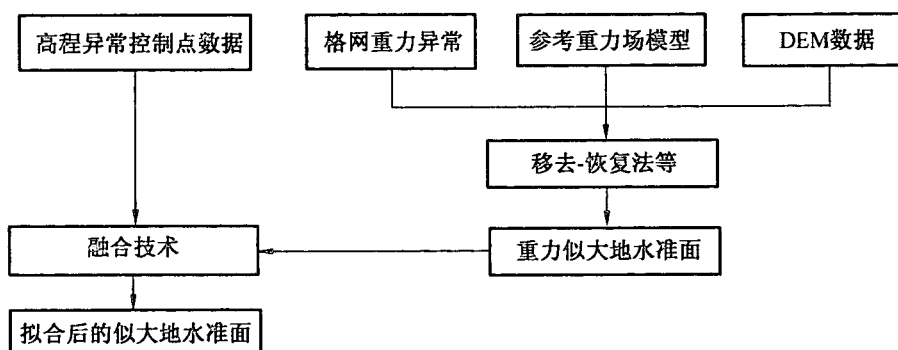 高程异常控制点数据
格网重力异常
参考重力场模型
DEM数据
移去-恢复法等
融合技术
重力似大地水准面
拟合后的似大地水准面